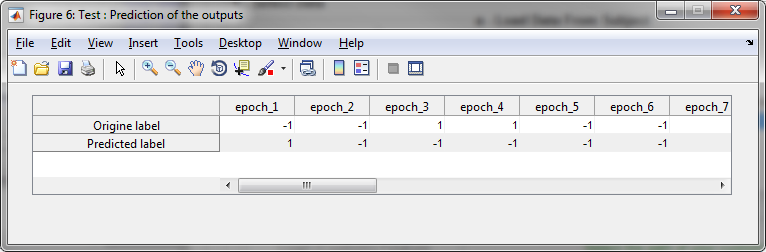 Figure 6: Test : Prediction of the outputs
File Edit View Insert Tools Desktop Window Help
epoch_1 epoch_2 epoch_3 epoch_4 epoch_5 epoch_6 epoch_7
Origine label -1 -1 1 1 -1 -1
Predicted label 1 -1 -1 -1 -1 -1